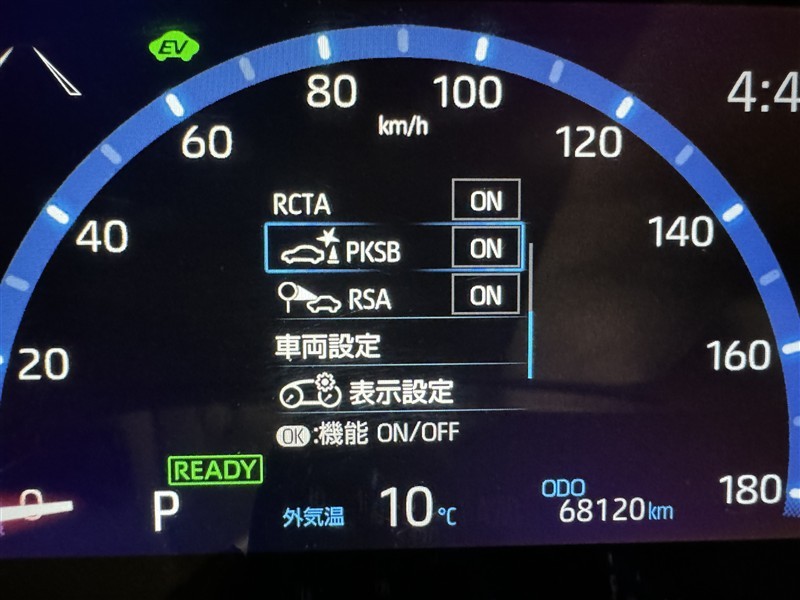 EV
4:4
80 100
km/h
60 120
RCTA ON
40 140
PKSB ON
RSA ON
車両設定
20 160
表示設定
OK:機能 ON/OFF
READY
ODO
0 P 外気温 10℃ 68120km 180